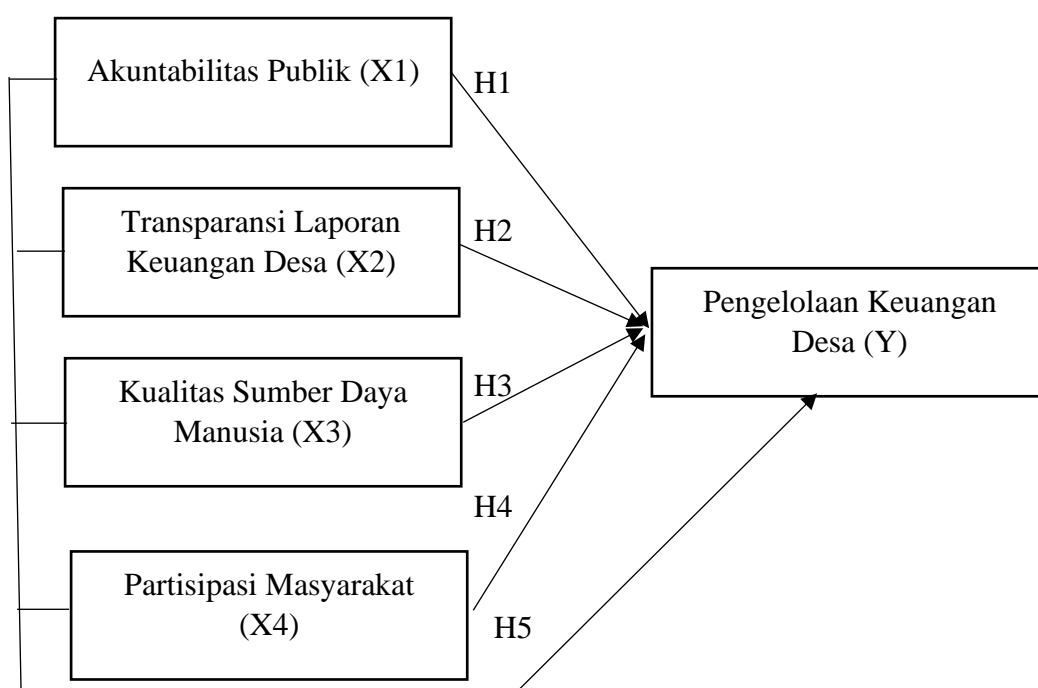 Akuntabilitas Publik (X1)
H1
Transparansi Laporan
Keuangan Desa (X2)
H2
Pengelolaan Keuangan
Desa (Y)
Kualitas Sumber Daya
Manusia (X3)
H3
H4
Partisipasi Masyarakat
(X4)
H5